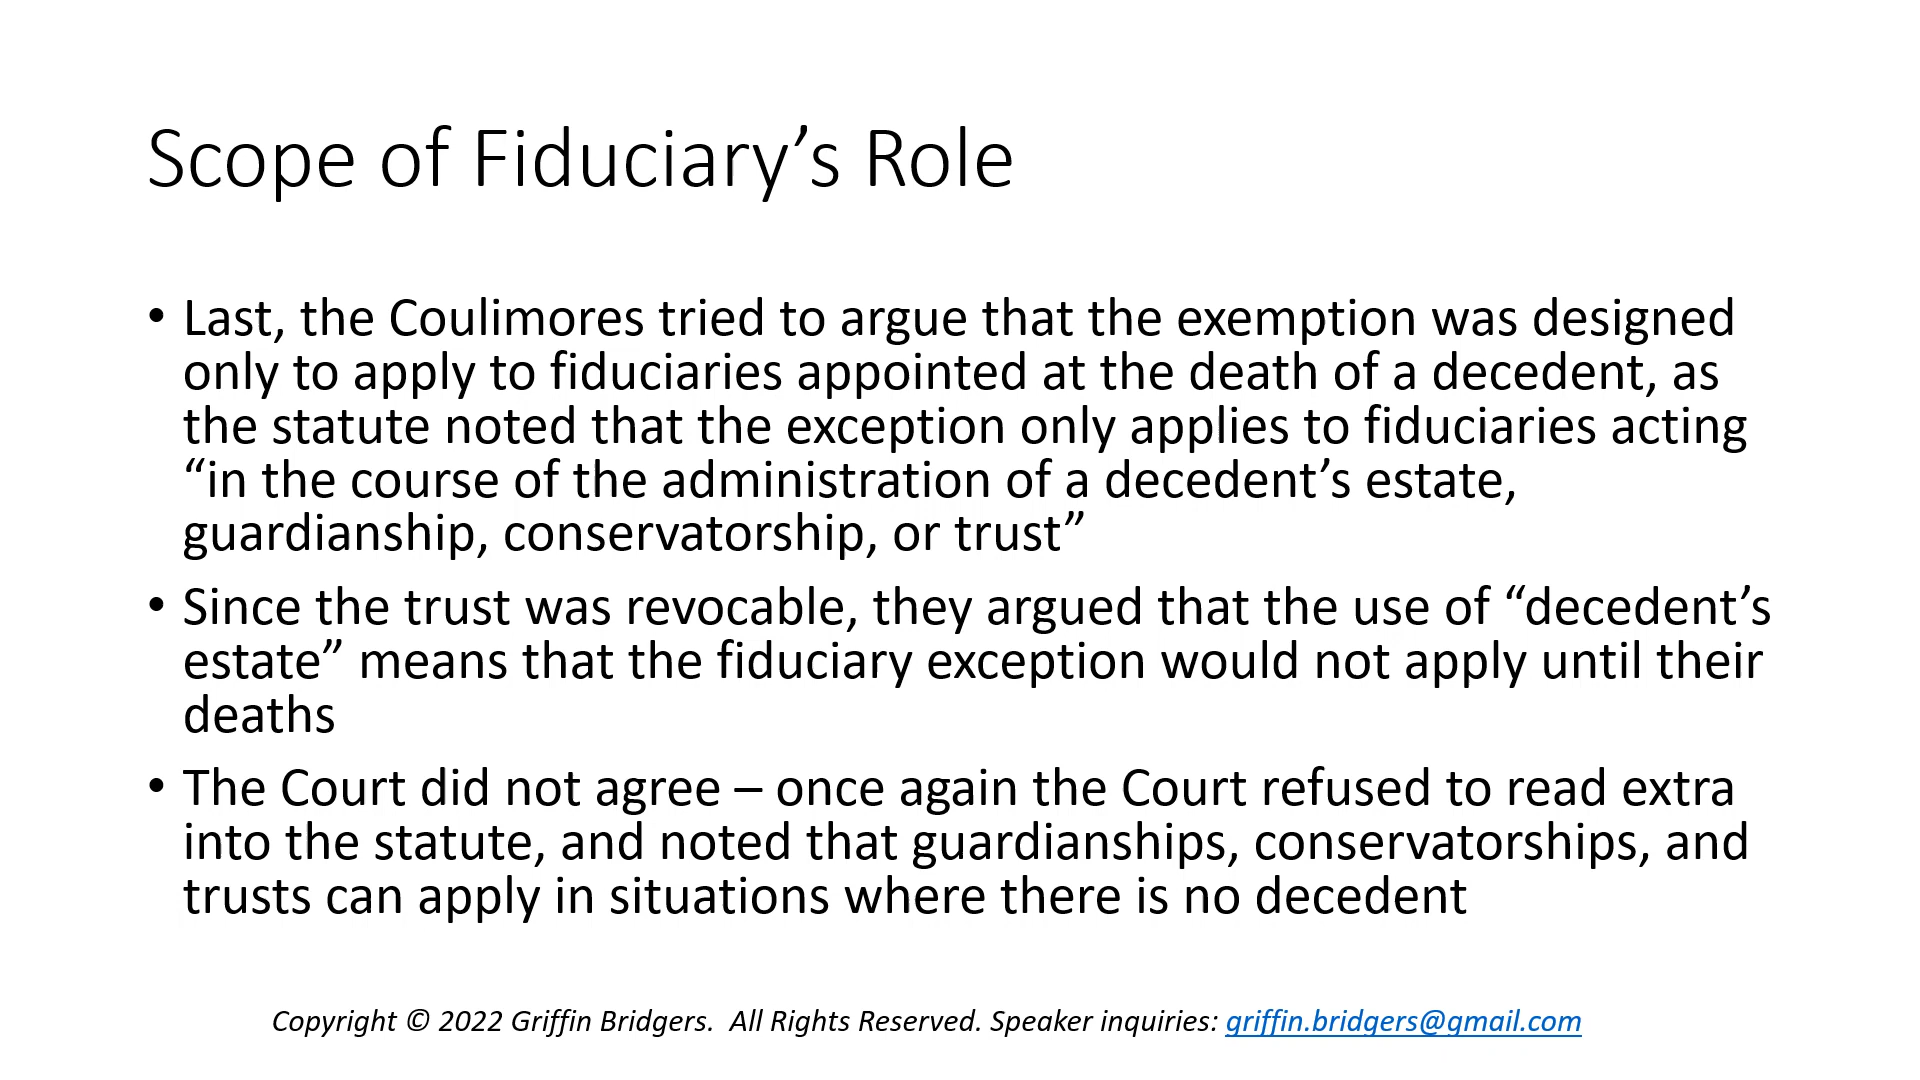 Scope of Fiduciary’s Role
• Last, the Coulimores tried to argue that the exemption was designed
only to apply to fiduciaries appointed at the death of a decedent, as
the statute noted that the exception only applies to fiduciaries acting
“in the course of the administration of a decedent’s estate,
guardianship, conservatorship, or trust”
• Since the trust was revocable, they argued that the use of “decedent’s
estate” means that the fiduciary exception would not apply until their
deaths
• The Court did not agree – once again the Court refused to read extra
into the statute, and noted that guardianships, conservatorships, and
trusts can apply in situations where there is no decedent
Copyright © 2022 Griffin Bridgers.  All Rights Reserved. Speaker inquiries: griffin.bridgers@gmail.com